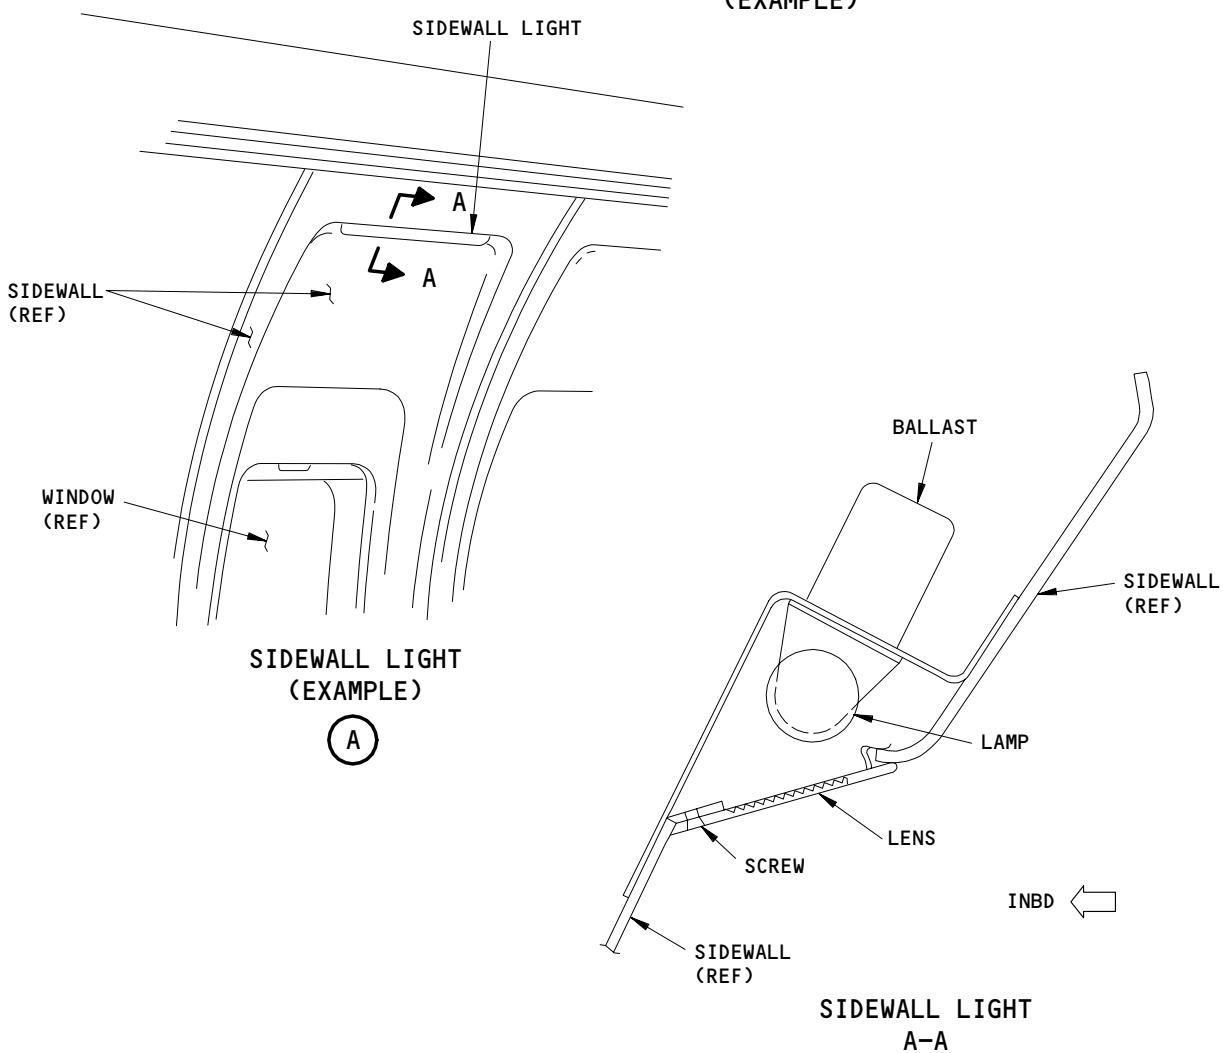 (EXAMPLE)
SIDEWALL LIGHT
A
A
SIDEWALL
(REF)
WINDOW
(REF)
SIDEWALL LIGHT
(EXAMPLE)
A
BALLAST
SIDEWALL
(REF)
LAMP
LENS
SCREW
INBD
SIDEWALL
(REF)
SIDEWALL LIGHT
A-A